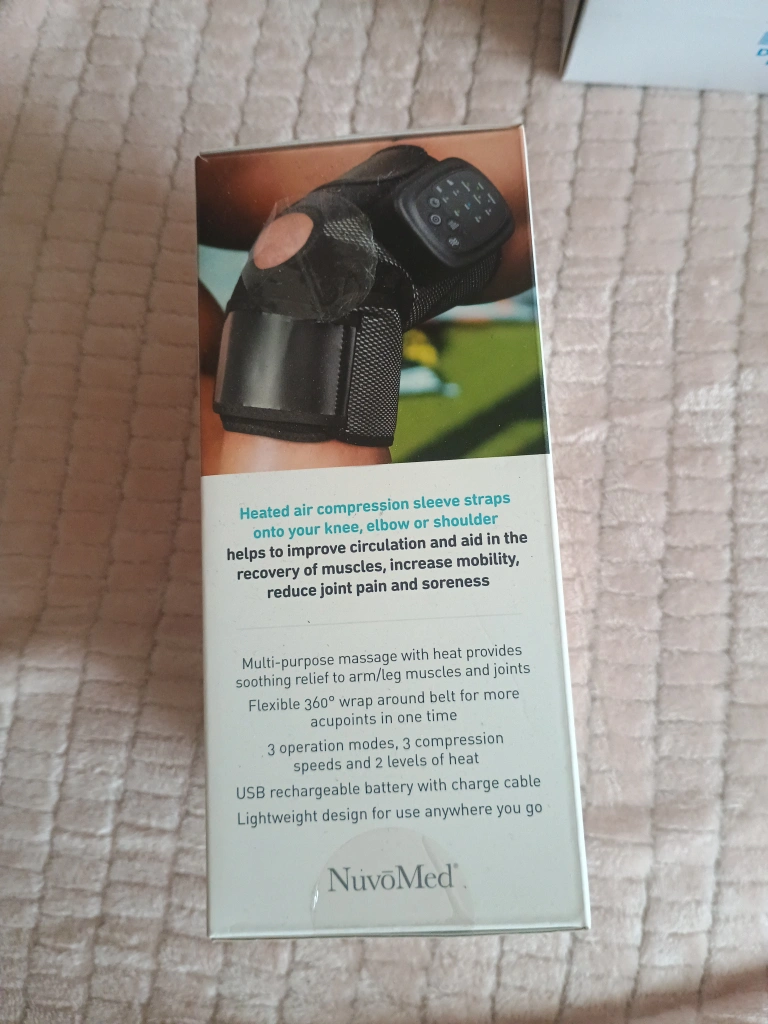 Heated air compression sleeve straps
onto your knee, elbow or shoulder
helps to improve circulation and aid in the
recovery of muscles, increase mobility,
reduce joint pain and soreness
Multi-purpose massage with heat provides
soothing relief to arm/leg muscles and joints
Flexible 360° wrap around belt for more
acupoints in one time
3 operation modes, 3 compression
speeds and 2 levels of heat
USB rechargeable battery with charge cable
Lightweight design for use anywhere you go
NuvōMed®